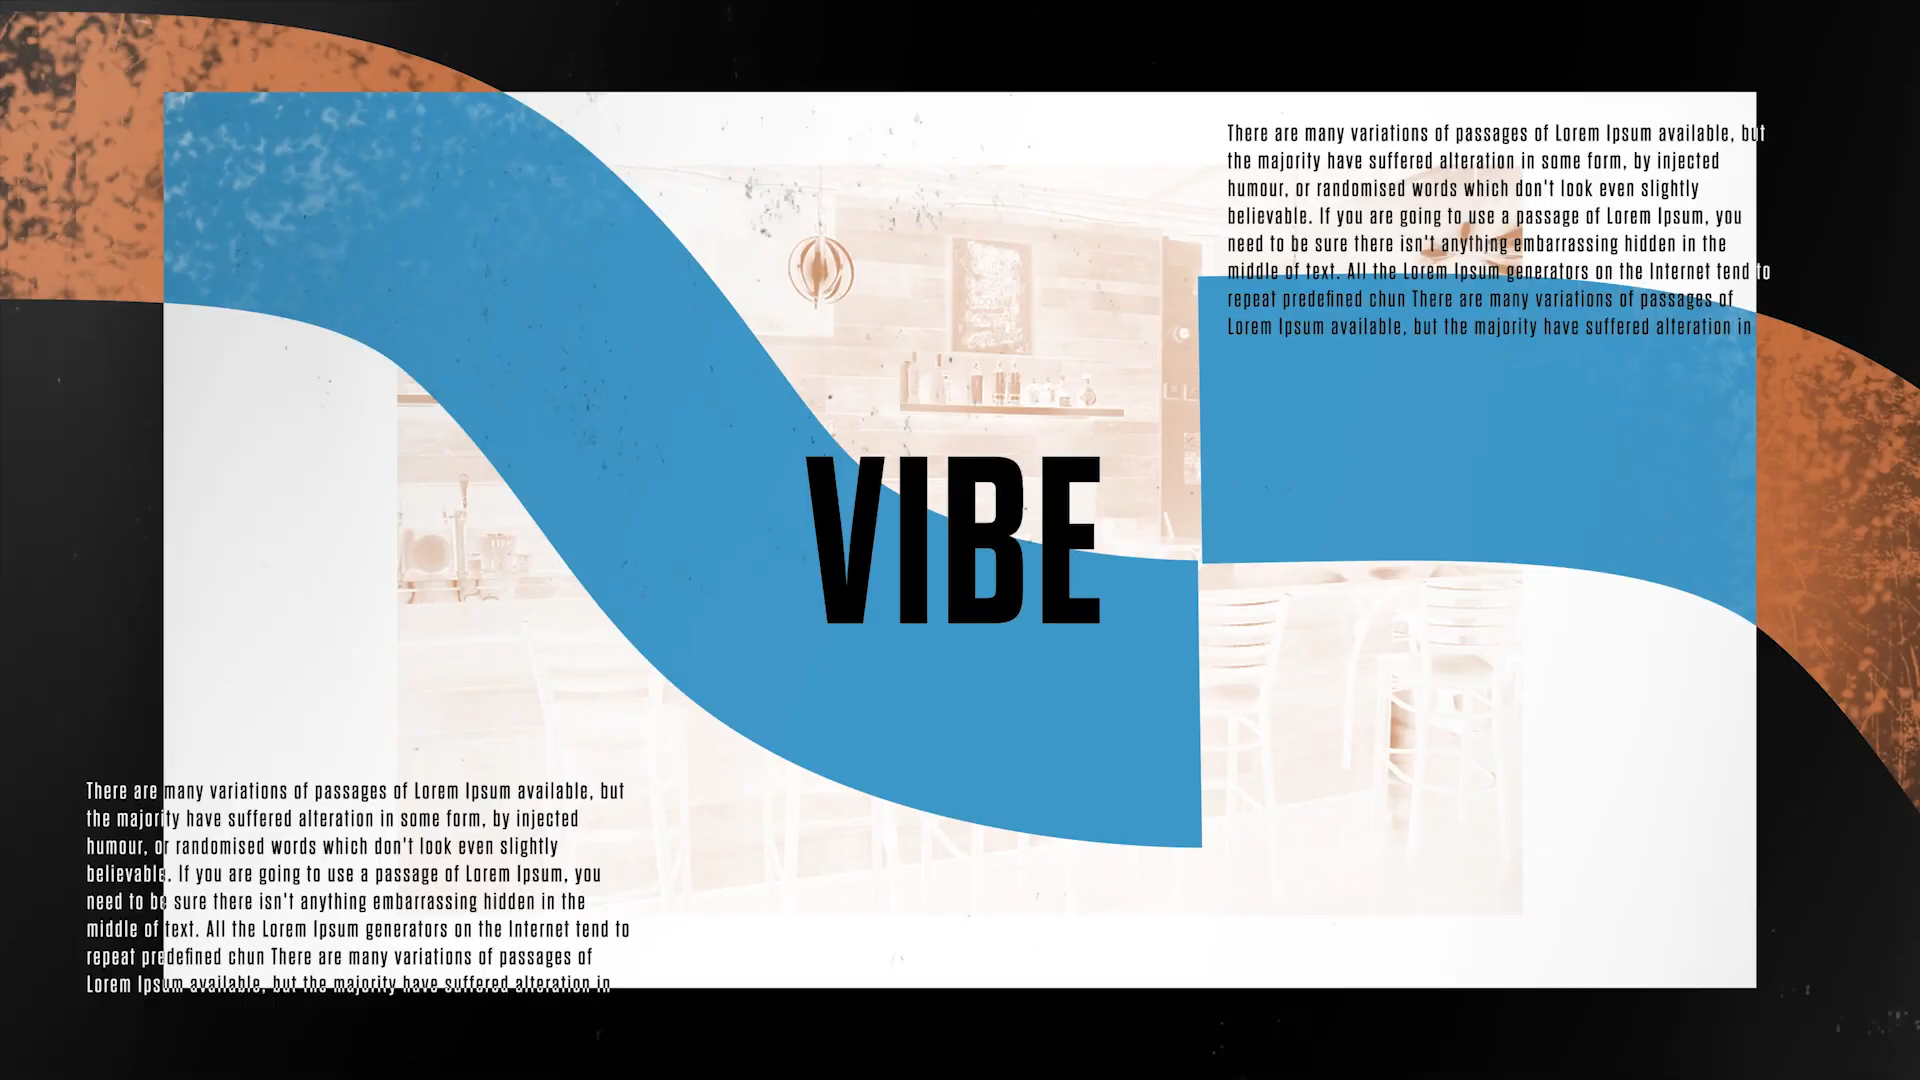 There are many variations of passages of Lorem Ipsum available, but
the majority have suffered alteration in some form, by injected
humour, or randomised words which don't look even slightly
believable. If you are going to use a passage of Lorem Ipsum, you
need to be sure there isn't anything embarrassing hidden in the
middle of text. All the Lorem Ipsum generators on the Internet tend to
repeat predefined chun There are many variations of passages of
Lorem Ipsum available, but the majority have suffered alteration in
VIBE
There are many variations of passages of Lorem Ipsum available, but
the majority have suffered alteration in some form, by injected
humour, or randomised words which don't look even slightly
believable. If you are going to use a passage of Lorem Ipsum, you
need to be sure there isn't anything embarrassing hidden in the
middle of text. All the Lorem Ipsum generators on the Internet tend to
repeat predefined chun There are many variations of passages of
Lorem Ipsum available, but the majority have suffered alteration in